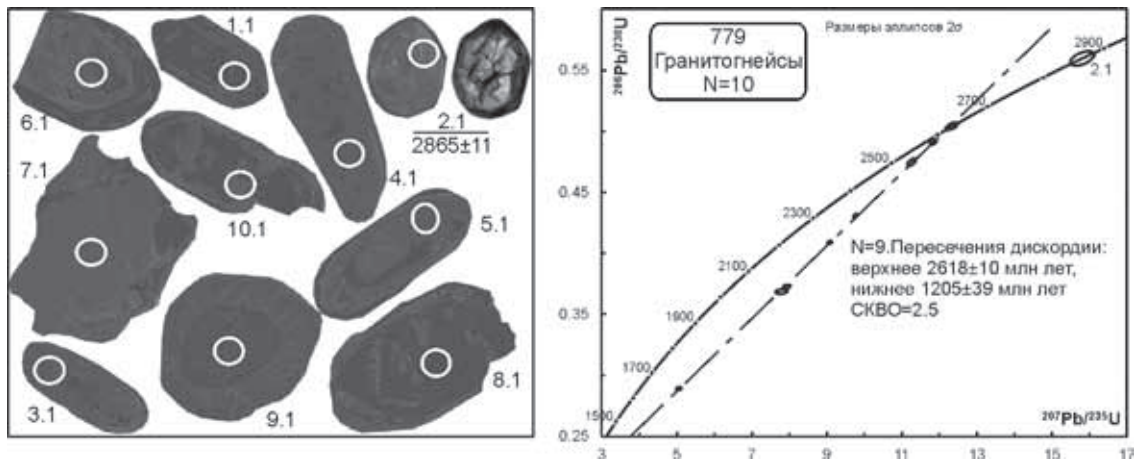 1.1
6.1
2.1
2865±11
7.1
4.1
10.1
5.1
3.1
9.1
8.1
206Pb/238U
779
Гранитогнейсы
N=10
Размеры эллипсов 2σ
2900
2.1
2700
2500
2300
2100
1900
1700
1500
N=9.Пересечения дискордии:
верхнее 2618±10 млн лет,
нижнее 1205±39 млн лет
СКВО=2.5
207Pb/235U
0.55
0.45
0.35
0.25
3 5 7 9 11 13 15 17